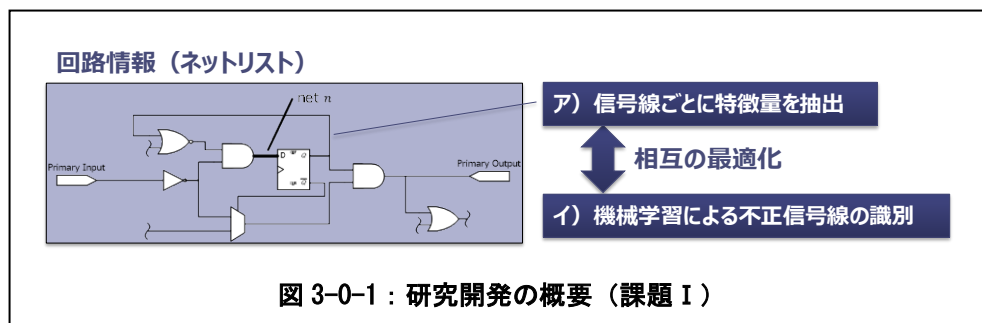 回路情報（ネットリスト）
net n
Primary Input
Primary Output
D
Q
Q
ア）信号線ごとに特徴量を抽出
相互の最適化
イ）機械学習による不正信号線の識別
図 3-0-1：研究開発の概要（課題Ⅰ）